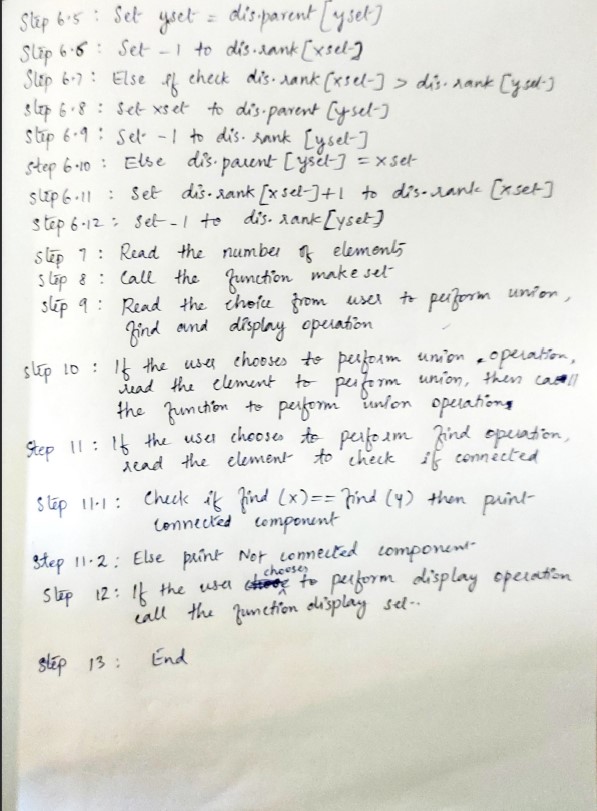 Step 6.5 : Set yset = dis.parent [yset]
Step 6.6 : Set -1 to dis.rank [xset]
Step 6.7 : Else if check dis.rank [xset] > dis.rank [yset]
Step 6.8 : Set xset to dis.parent [yset]
Step 6.9 : Set -1 to dis.rank [yset]
Step 6.10 : Else dis.parent [yset] = xset
Step 6.11 : Set dis.rank [xset]+1 to dis.rank [xset]
Step 6.12 : Set -1 to dis.rank [yset]
Step 7 : Read the number of elements
Step 8 : Call the function make set
Step 9 : Read the choice from user to perform union,
find and display operation
Step 10 : If the user chooses to perform union operation,
read the element to perform union, then call
the function to perform union operation
Step 11 : If the user chooses to perform find operation,
read the element to check if connected
Step 11.1 : Check if find (x) == find (y) then print
connected component
Step 11.2 : Else print Not connected component
Step 12 : If the user chooses to perform display operation
call the function display set..
Step 13 : End